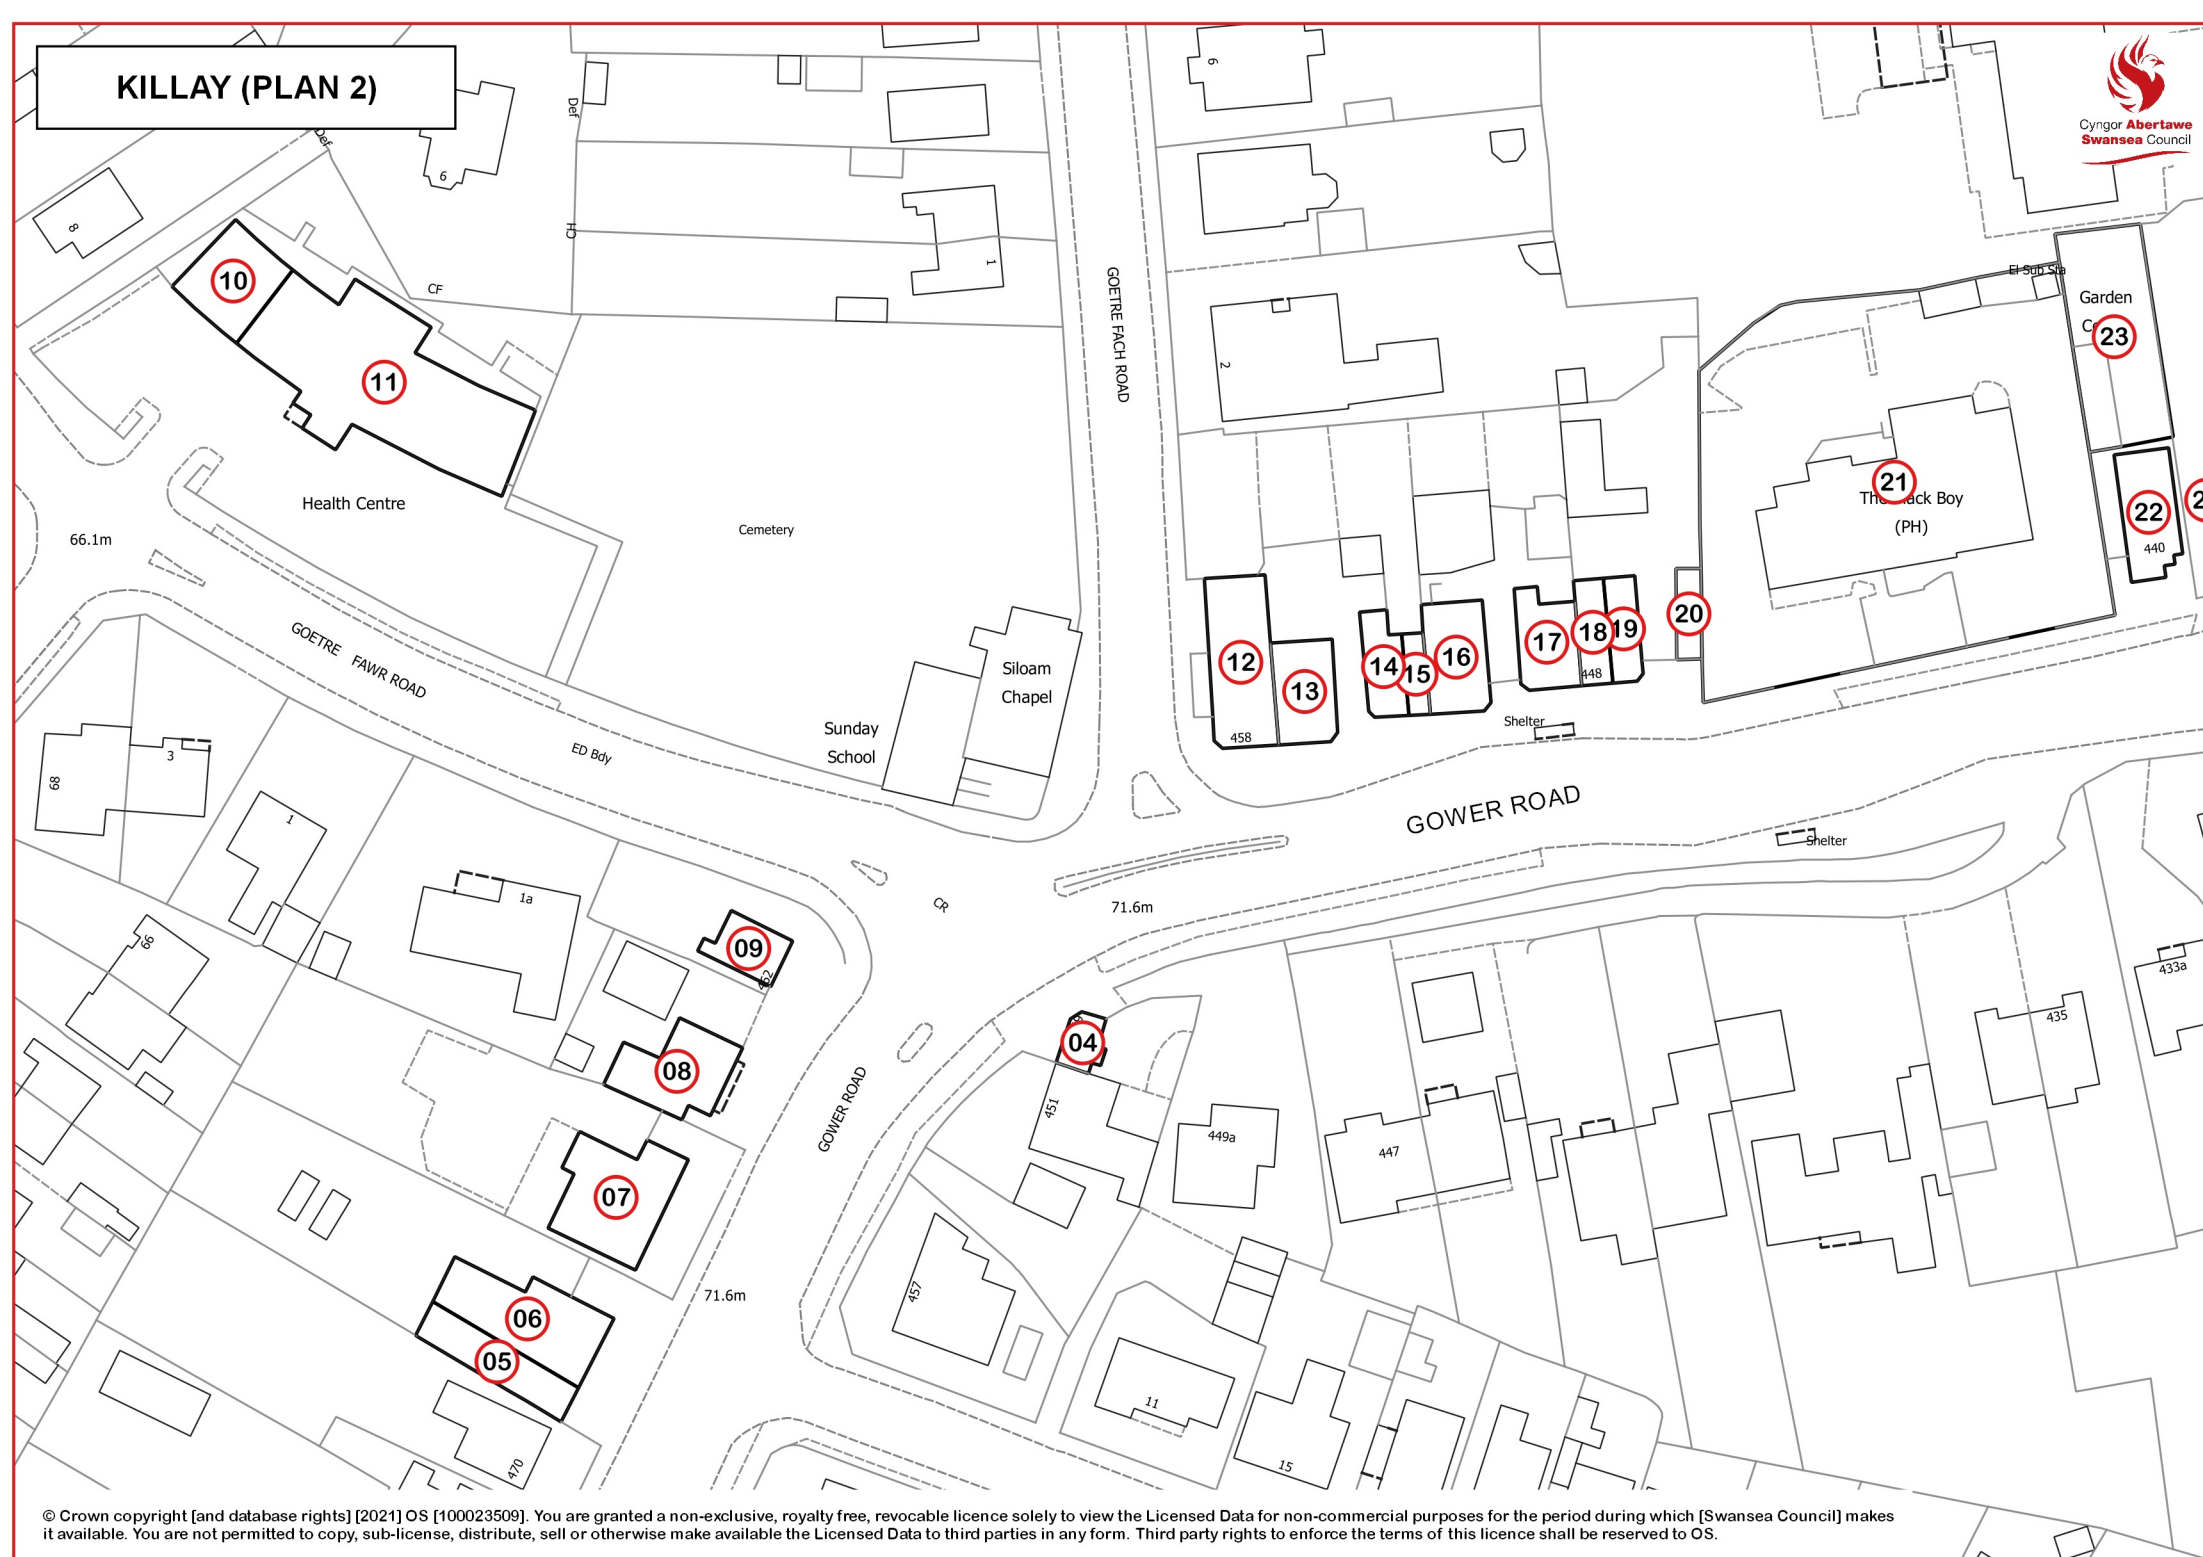 KILLAY (PLAN 2)
Cyngor Abertawe
Swansea Council
Def
Def
CH
CF
6
8
6
1
2
GOETRE FACH ROAD
El Sub Sta
Garden
23
10
11
Health Centre
66.1m
Cemetery
21
(PH)
22
440
GOETRE FAWR ROAD
ED Bdy
Siloam
Chapel
Sunday
School
12
13
458
14
15
16
17
18
19
448
20
Shelter
GOWER ROAD
Shelter
68
3
1
1a
66
CR
71.6m
09
462
08
07
06
05
71.6m
GOWER ROAD
04
451
449a
447
435
433a
457
11
15
470
© Crown copyright [and database rights] [2021] OS [100023509]. You are granted a non-exclusive, royalty free, revocable licence solely to view the Licensed Data for non-commercial purposes for the period during which [Swansea Council] makes
it available. You are not permitted to copy, sub-license, distribute, sell or otherwise make available the Licensed Data to third parties in any form. Third party rights to enforce the terms of this licence shall be reserved to OS.